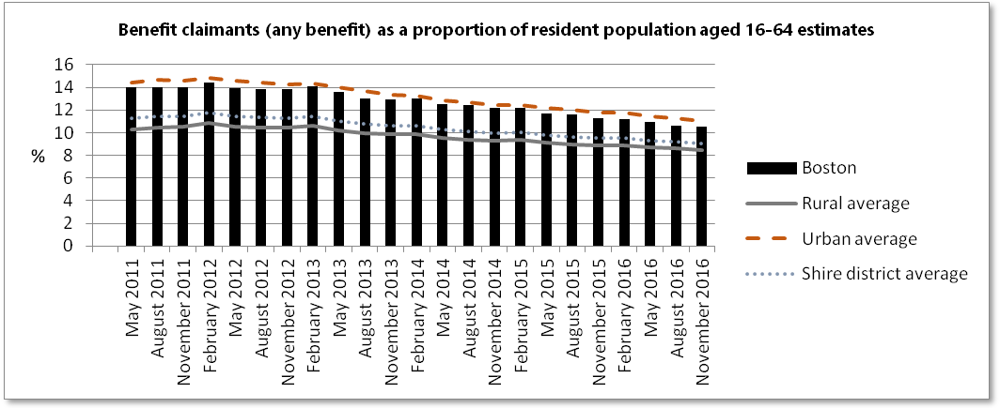 Benefit claimants (any benefit) as a proportion of resident population aged 16-64 estimates
16
14
12
10
8
6
4
2
0
%
May 2011
August 2011
November 2011
February 2012
May 2012
August 2012
November 2012
February 2013
May 2013
August 2013
November 2013
February 2014
May 2014
August 2014
November 2014
February 2015
May 2015
August 2015
November 2015
February 2016
May 2016
August 2016
November 2016
Boston
Rural average
Urban average
Shire district average